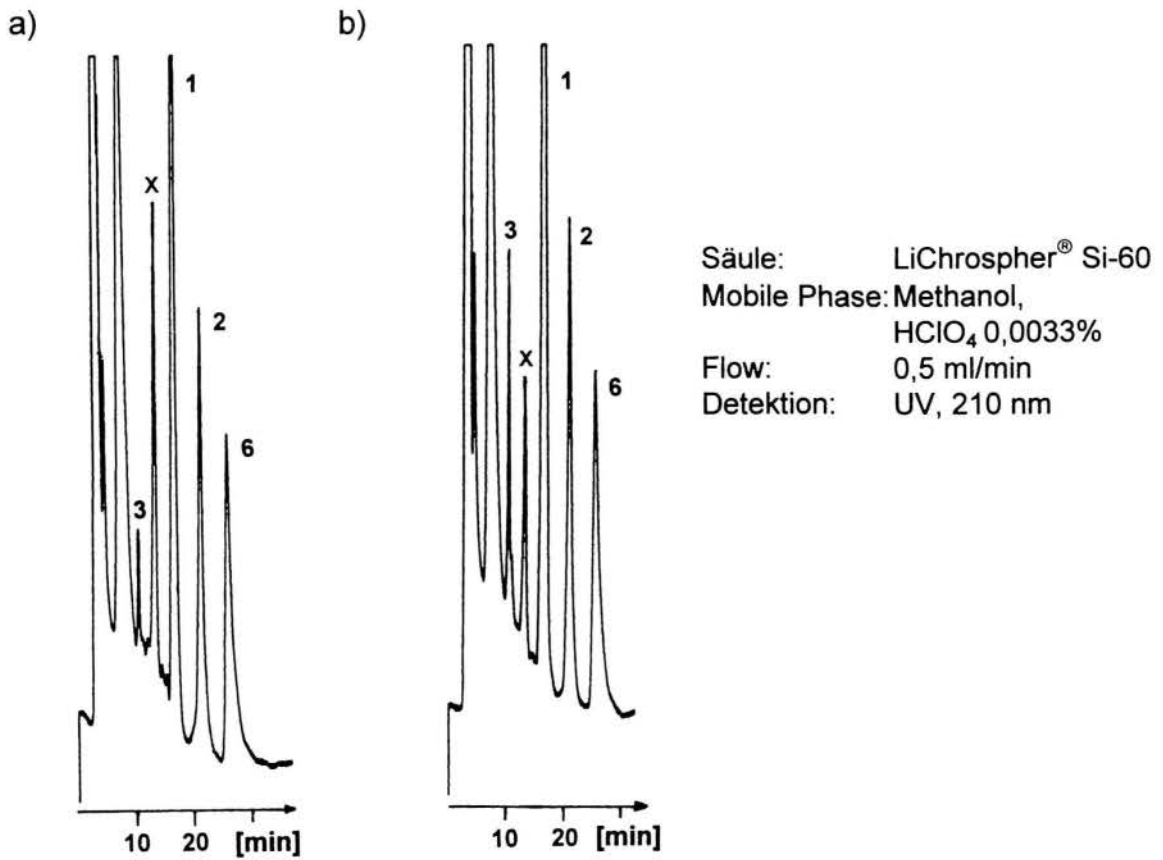 a)
1
X
2
6
3
10 20 [min]
b)
1
3
2
X
6
10 20 [min]
Säule: LiChrospher® Si-60
Mobile Phase: Methanol,
HClO₄ 0,0033%
Flow: 0,5 ml/min
Detektion: UV, 210 nm